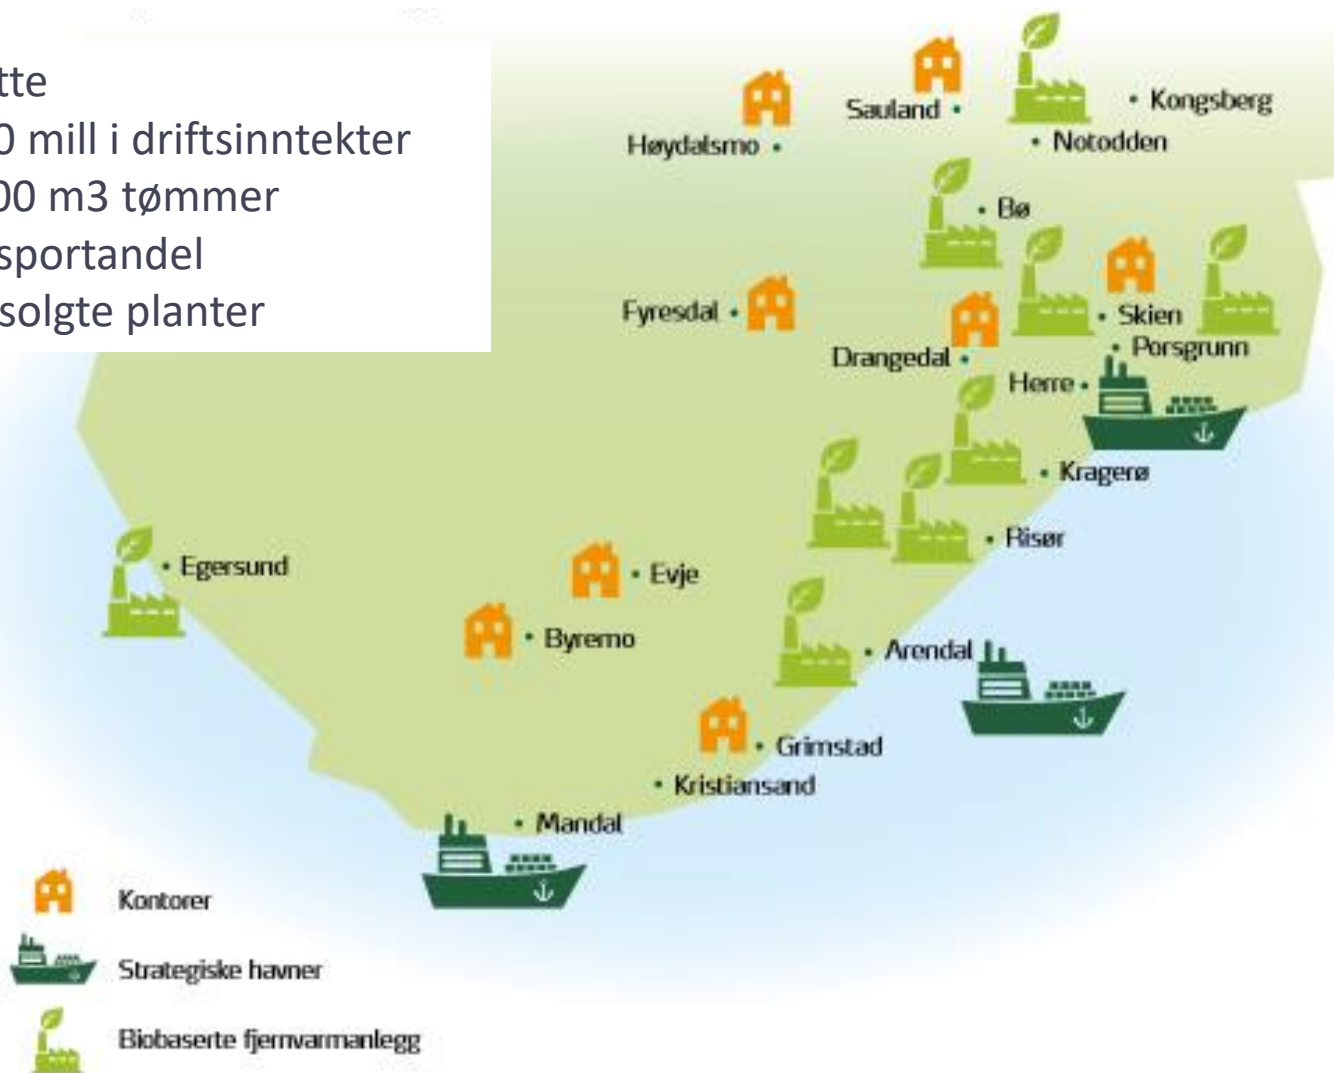 tte
0 mill i driftsinntekter
00 m3 tømmer
sportandel
solgte planter
Sauland
Kongsberg
Høydalsmo
Notodden
Bø
Fyresdal
Skien
Drangedal
Porsgrunn
Herre
Kragerø
Risør
Egersund
Evje
Byremo
Arendal
Grimstad
Kristiansand
Mandal
Kontorer
Strategiske havner
Biobaserte fjernvarmanlegg